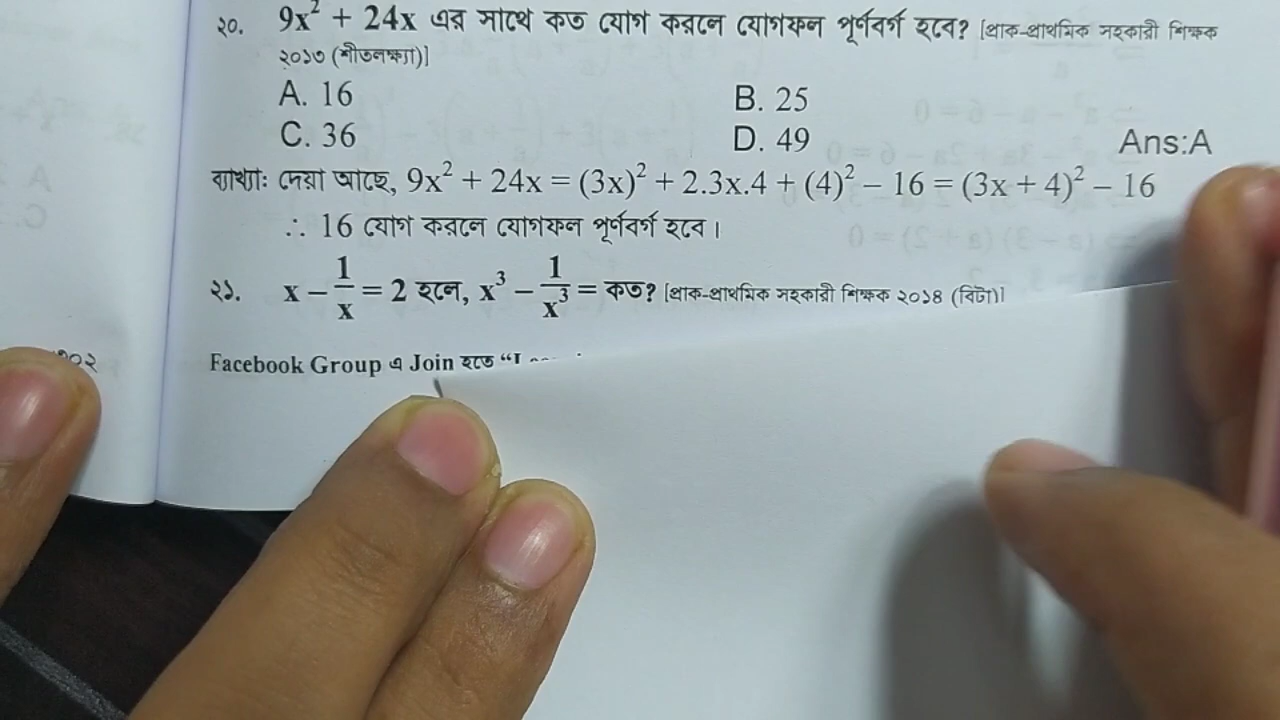 ২০. 9x² + 24x এর সাথে কত যোগ করলে যোগফল পূর্ণবর্গ হবে? [প্রাক-প্রাথমিক সহকারী শিক্ষক
২০১৩ (শীতলক্ষ্যা)]
A. 16 B. 25
C. 36 D. 49 Ans:A
ব্যাখ্যাঃ দেয়া আছে, 9x² + 24x = (3x)² + 2.3x.4 + (4)² − 16 = (3x + 4)² − 16
∴ 16 যোগ করলে যোগফল পূর্ণবর্গ হবে।
২১. x − 1/x = 2 হলে, x³ − 1/x³ = কত? [প্রাক-প্রাথমিক সহকারী শিক্ষক ২০১৪ (বিটা)]
Facebook Group এ Join হতে